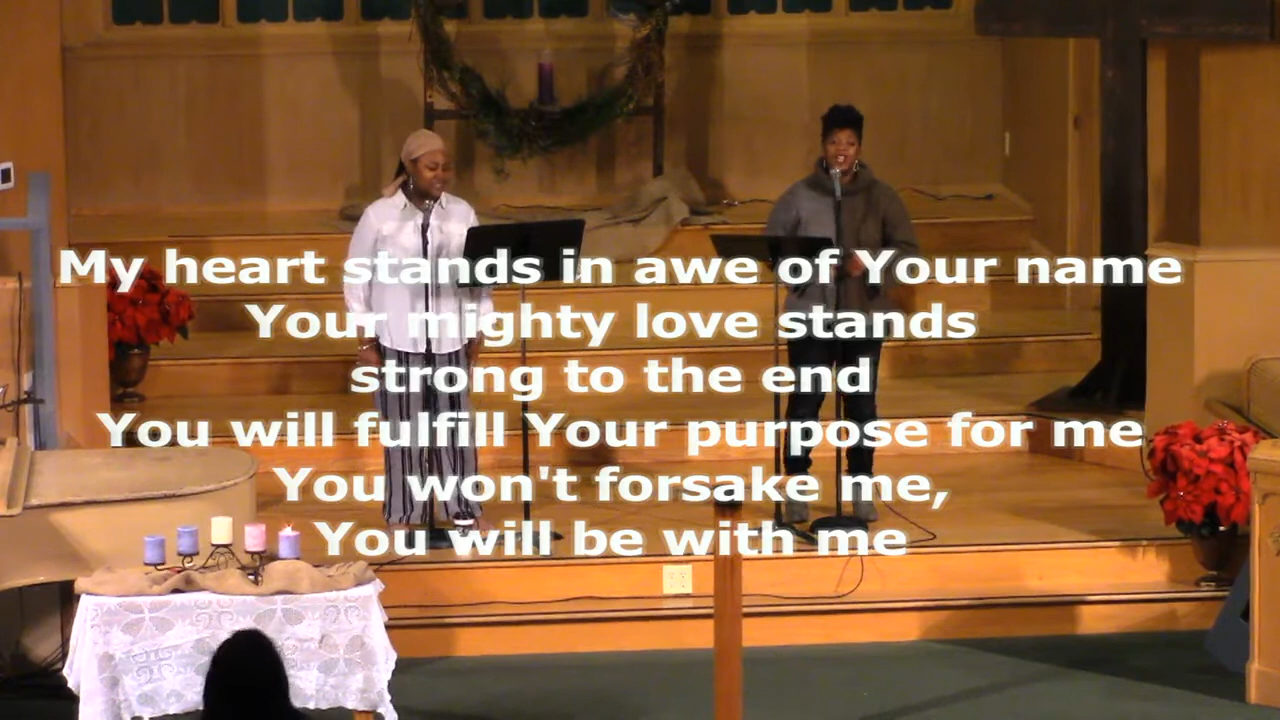 My heart stands in awe of Your name
Your mighty love stands
strong to the end
You will fulfill Your purpose for me
You won't forsake me,
You will be with me